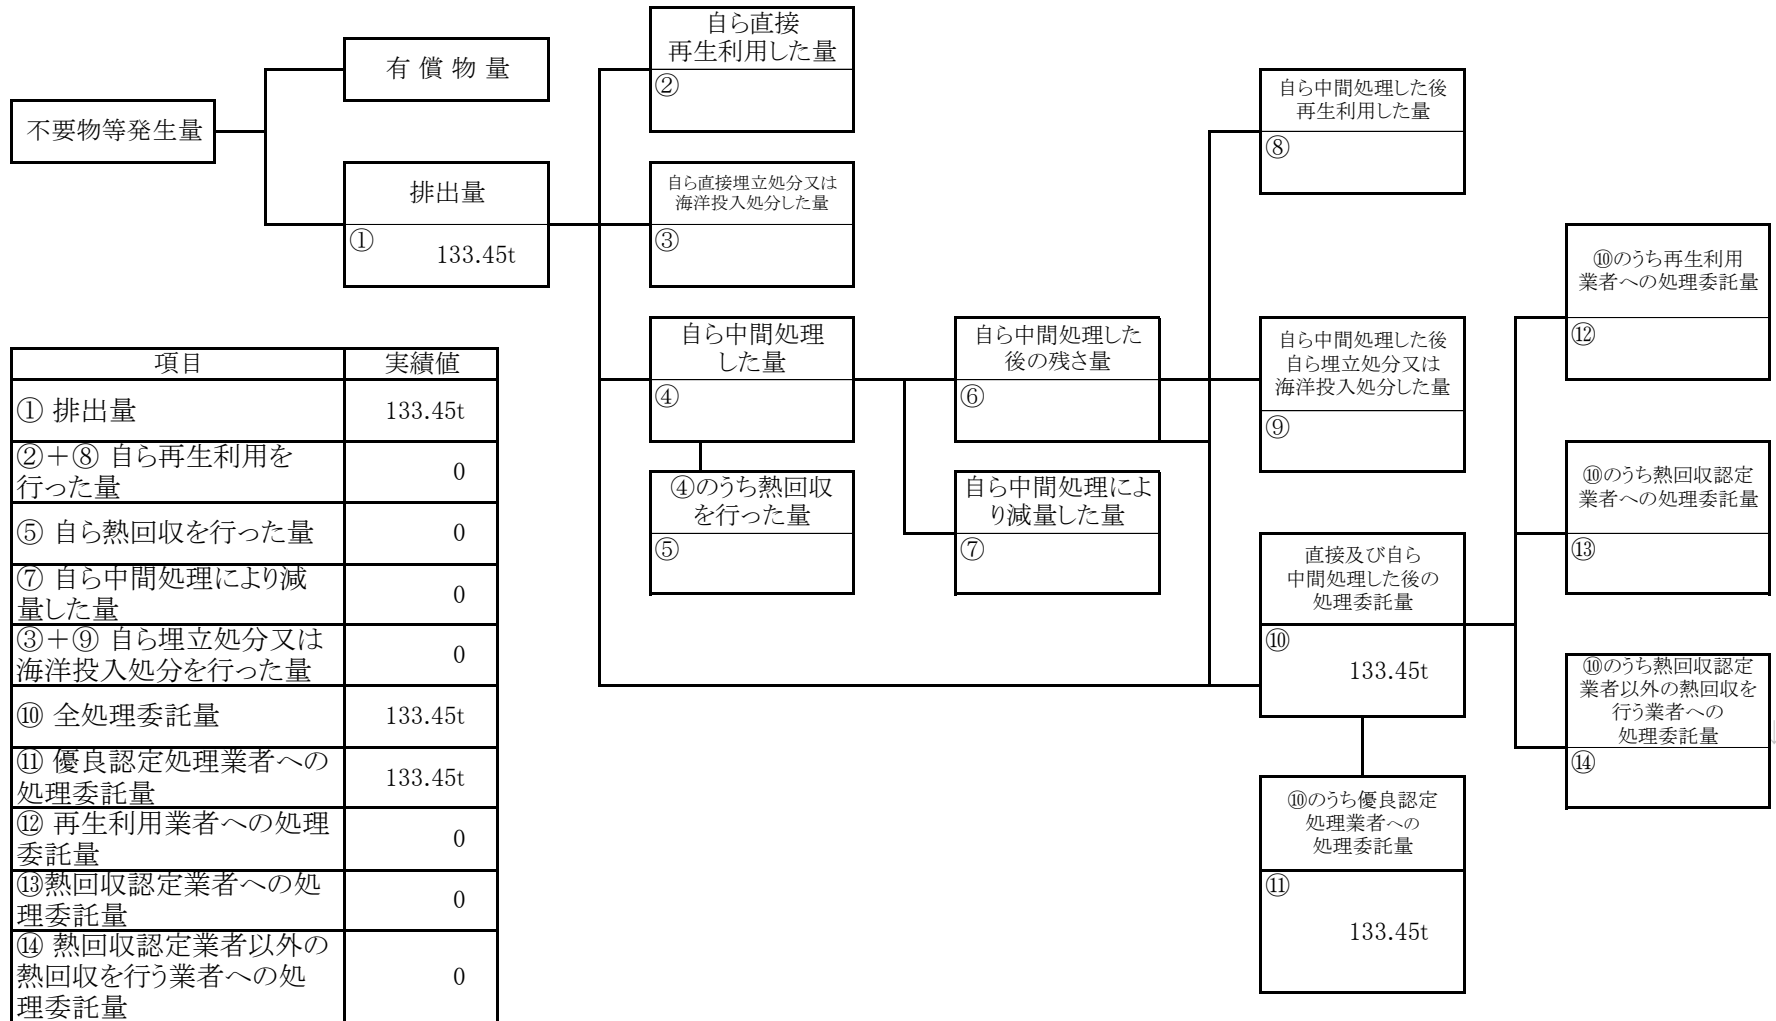 不要物等発生量
有償物量
排出量
①
133.45t
自ら直接
再生利用した量
②
自ら直接埋立処分又は
海洋投入処分した量
③
自ら中間処理
した量
④
④のうち熱回収
を行った量
⑤
自ら中間処理した
後の残さ量
⑥
自ら中間処理によ
り減量した量
⑦
自ら中間処理した後
再生利用した量
⑧
自ら中間処理した後
自ら埋立処分又は
海洋投入処分した量
⑨
直接及び自ら
中間処理した後の
処理委託量
⑩
133.45t
⑩のうち優良認定
処理業者への
処理委託量
⑪
133.45t
⑩のうち再生利用
業者への処理委託量
⑫
⑩のうち熱回収認定
業者への処理委託量
⑬
⑩のうち熱回収認定
業者以外の熱回収を
行う業者への
処理委託量
⑭
項目 実績値
① 排出量 133.45t
②+⑧ 自ら再生利用を
行った量 0
⑤ 自ら熱回収を行った量 0
⑦ 自ら中間処理により減
量した量 0
③+⑨ 自ら埋立処分又は
海洋投入処分を行った量 0
⑩ 全処理委託量 133.45t
⑪ 優良認定処理業者への
処理委託量 133.45t
⑫ 再生利用業者への処理
委託量 0
⑬熱回収認定業者への処
理委託量 0
⑭ 熱回収認定業者以外の
熱回収を行う業者への処
理委託量 0